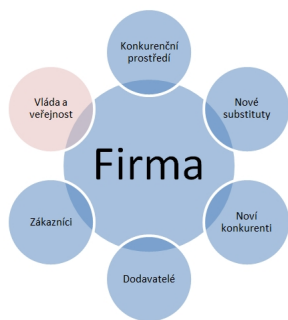 Konkurenční
prostředí
Vláda a
veřejnost
Nové
substituty
Firma
Zákazníci
Noví
konkurenti
Dodavatelé